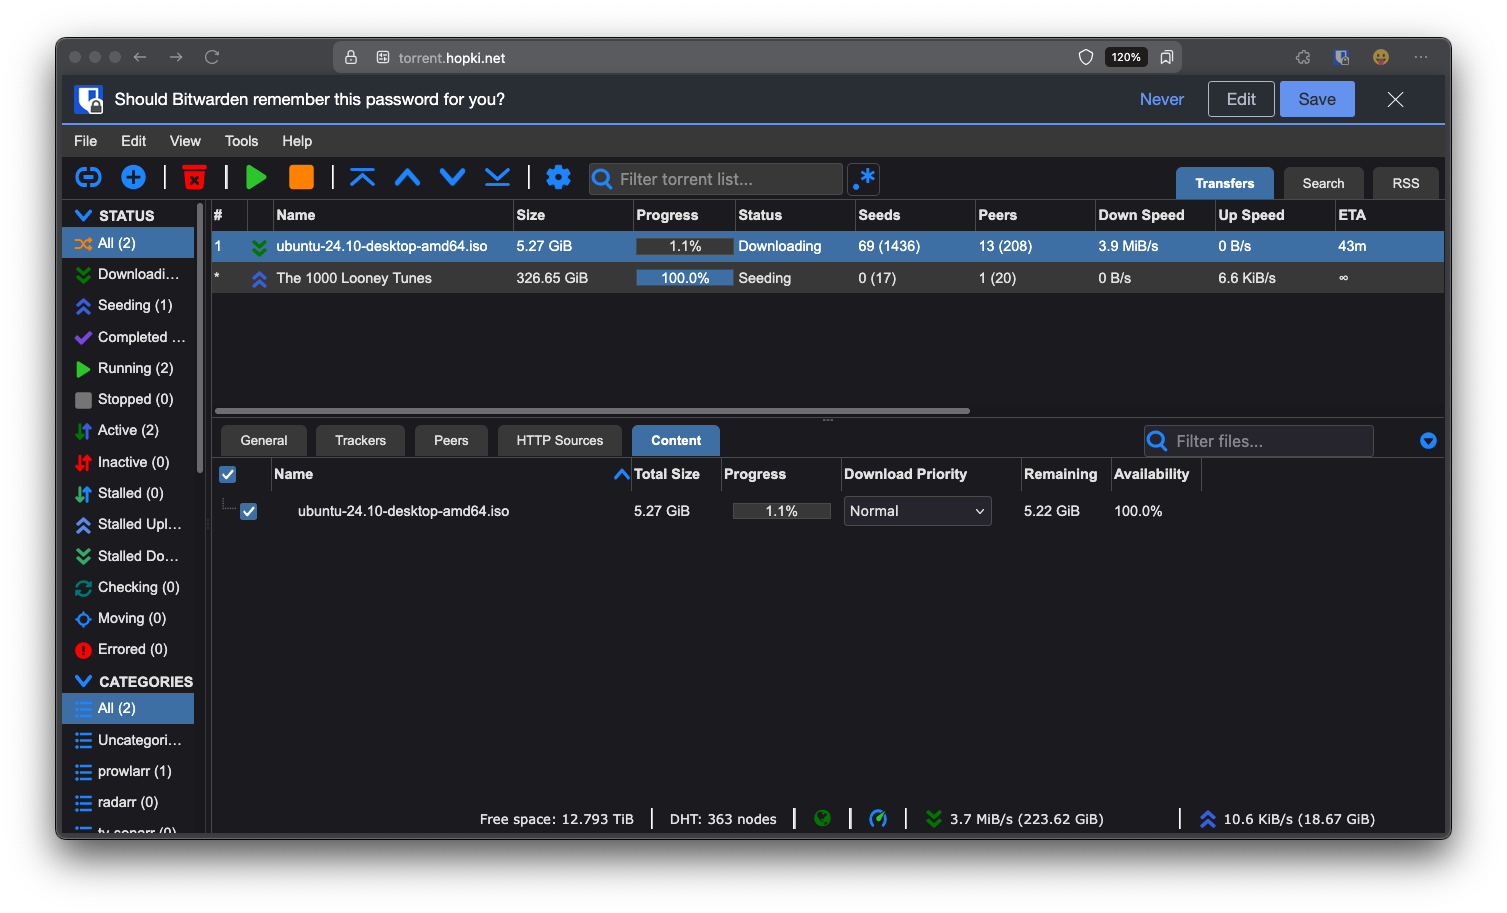 torrent.hopki.net
120%
Should Bitwarden remember this password for you?
Never Edit Save
File Edit View Tools Help
Filter torrent list...
.*
Transfers Search RSS
STATUS
All (2)
Downloadi...
Seeding (1)
Completed ...
Running (2)
Stopped (0)
Active (2)
Inactive (0)
Stalled (0)
Stalled Upl...
Stalled Do...
Checking (0)
Moving (0)
Errored (0)
CATEGORIES
All (2)
Uncategori...
prowlarr (1)
radarr (0)
tv-sonarr (0)
# Name Size Progress Status Seeds Peers Down Speed Up Speed ETA
1 ubuntu-24.10-desktop-amd64.iso 5.27 GiB 1.1% Downloading 69 (1436) 13 (208) 3.9 MiB/s 0 B/s 43m
* The 1000 Looney Tunes 326.65 GiB 100.0% Seeding 0 (17) 1 (20) 0 B/s 6.6 KiB/s ∞
General Trackers Peers HTTP Sources Content
Filter files...
Name Total Size Progress Download Priority Remaining Availability
ubuntu-24.10-desktop-amd64.iso 5.27 GiB 1.1% Normal 5.22 GiB 100.0%
Free space: 12.793 TiB DHT: 363 nodes 3.7 MiB/s (223.62 GiB) 10.6 KiB/s (18.67 GiB)